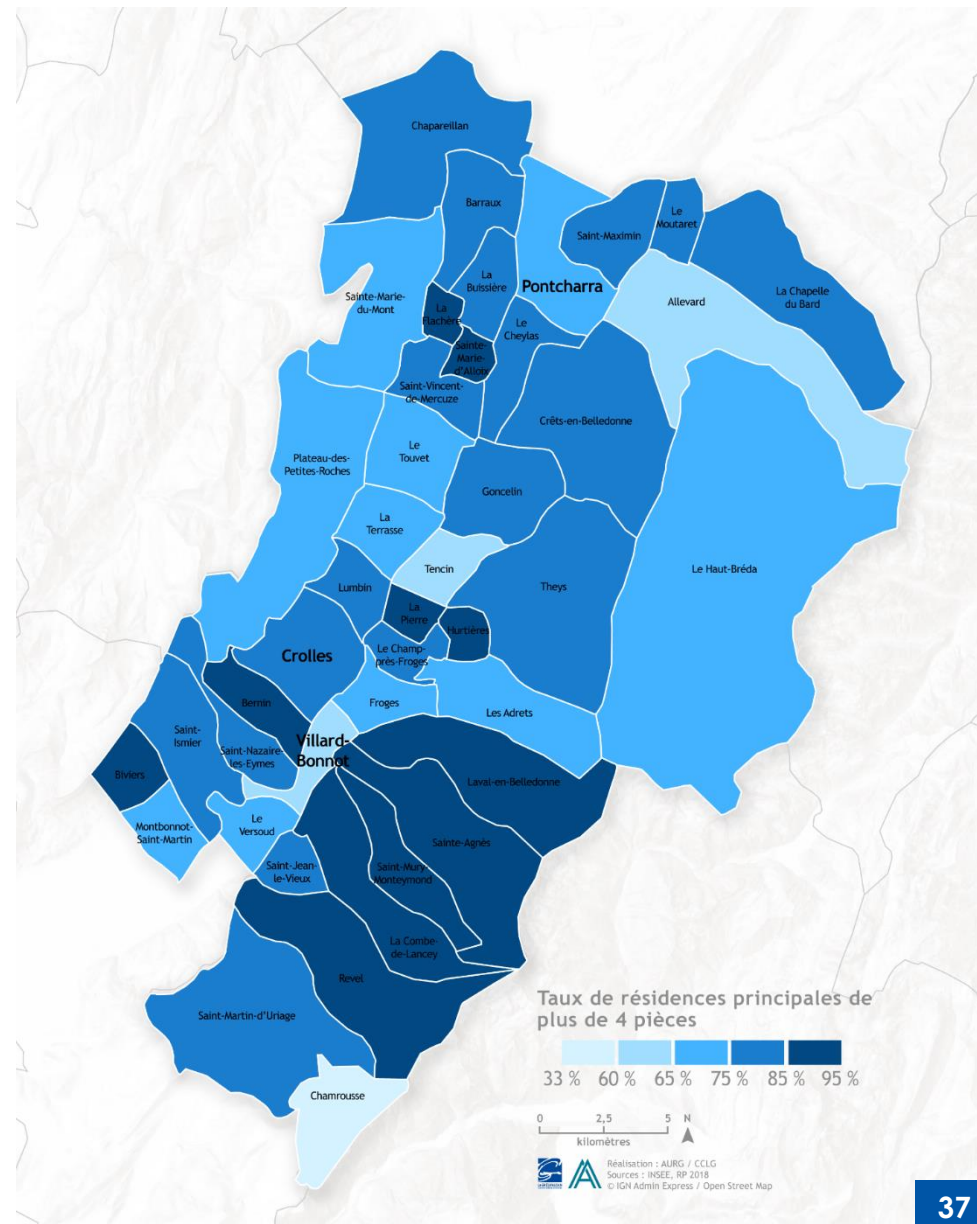 Chapareillan
Barraux
Le
Moutaret
Saint-Maximin
La
Buissière
Pontcharra
La Chapelle
du Bard
Allevard
Sainte-Marie-
du-Mont
La
Flachère
Le
Cheylas
Sainte-
Marie-
d'Alloix
Saint-Vincent-
de-Mercuze
Crêts-en-Belledonne
Le
Touvet
Plateau-des-
Petites-Roches
Goncelin
La
Terrasse
Tencin
Le Haut-Bréda
Lumbin
Theys
La
Pierre
Hurtières
Crolles
Le Champ-
près-Froges
Bernin
Froges
Les Adrets
Saint-
Ismier
Villard-
Bonnot
Saint-Nazaire-
les-Eymes
Biviers
Laval-en-Belledonne
Montbonnot-
Saint-Martin
Le
Versoud
Sainte-Agnès
Saint-Jean-
le-Vieux
Saint-Mury-
Monteymond
La Combe-
de-Lancey
Revel
Saint-Martin-d'Uriage
Chamrousse
Taux de résidences principales de
plus de 4 pièces
33 % 60 % 65 % 75 % 85 % 95 %
0 2,5 5 N
kilomètres
Réalisation : AURG / CCLG
Sources : INSEE, RP 2018
© IGN Admin Express / Open Street Map
37